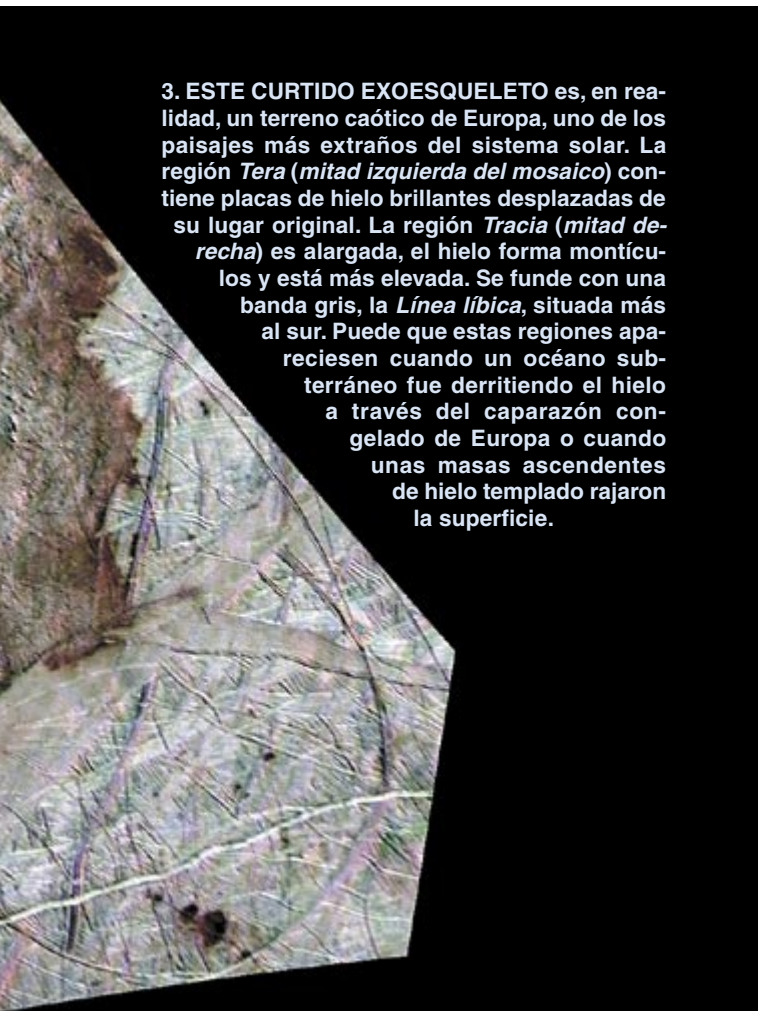 3. ESTE CURTIDO EXOESQUELETO es, en rea-
lidad, un terreno caótico de Europa, uno de los
paisajes más extraños del sistema solar. La
región Tera (mitad izquierda del mosaico) con-
tiene placas de hielo brillantes desplazadas de
su lugar original. La región Tracia (mitad de-
recha) es alargada, el hielo forma montícu-
los y está más elevada. Se funde con una
banda gris, la Línea líbica, situada más
al sur. Puede que estas regiones apa-
reciesen cuando un océano sub-
terráneo fue derritiendo el hielo
a través del caparazón con-
gelado de Europa o cuando
unas masas ascendentes
de hielo templado rajaron
la superficie.